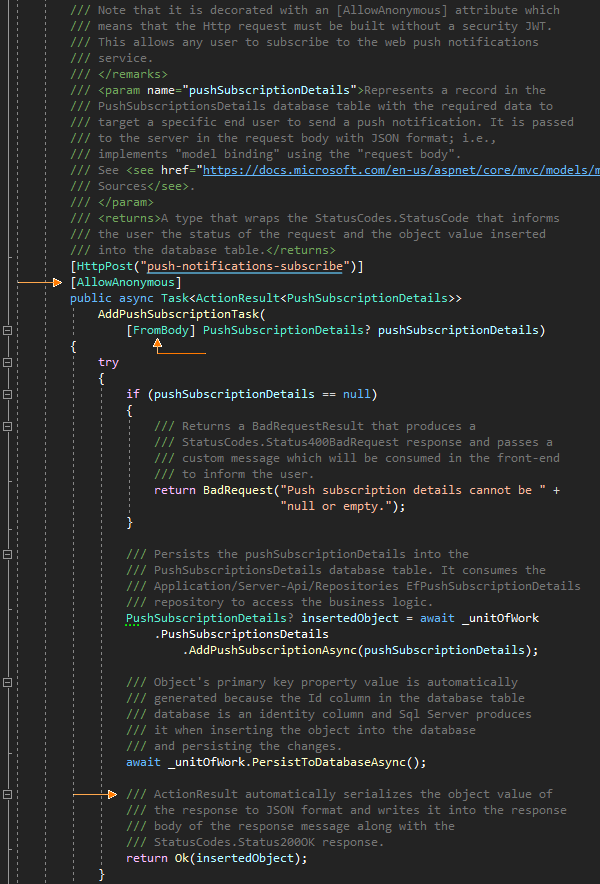 /// Note that it is decorated with an [AllowAnonymous] attribute which
/// means that the Http request must be built without a security JWT.
/// This allows any user to subscribe to the web push notifications
/// service.
/// </remarks>
/// <param name="pushSubscriptionDetails">Represents a record in the
/// PushSubscriptionsDetails database table with the required data to
/// target a specific end user to send a push notification. It is passed
/// to the server in the request body with JSON format; i.e.,
/// implements "model binding" using the "request body".
/// See <see href="https://docs.microsoft.com/en-us/aspnet/core/mvc/models/m
/// Sources</see>.
/// </param>
/// <returns>A type that wraps the StatusCodes.StatusCode that informs
/// the user the status of the request and the object value inserted
/// into the database table.</returns>
[HttpPost("push-notifications-subscribe")]
[AllowAnonymous]
public async Task<ActionResult<PushSubscriptionDetails>>
AddPushSubscriptionTask(
[FromBody] PushSubscriptionDetails? pushSubscriptionDetails)
{
try
{
if (pushSubscriptionDetails == null)
{
/// Returns a BadRequestResult that produces a
/// StatusCodes.Status400BadRequest response and passes a
/// custom message which will be consumed in the front-end
/// to inform the user.
return BadRequest("Push subscription details cannot be " +
"null or empty.");
}
/// Persists the pushSubscriptionDetails into the
/// PushSubscriptionsDetails database table. It consumes the
/// Application/Server-Api/Repositories EfPushSubscriptionDetails
/// repository to access the business logic.
PushSubscriptionDetails? insertedObject = await _unitOfWork
.PushSubscriptionsDetails
.AddPushSubscriptionAsync(pushSubscriptionDetails);
/// Object's primary key property value is automatically
/// generated because the Id column in the database table
/// database is an identity column and Sql Server produces
/// it when inserting the object into the database
/// and persisting the changes.
await _unitOfWork.PersistToDatabaseAsync();
/// ActionResult automatically serializes the object value of
/// the response to JSON format and writes it into the response
/// body of the response message along with the
/// StatusCodes.Status200OK response.
return Ok(insertedObject);
}